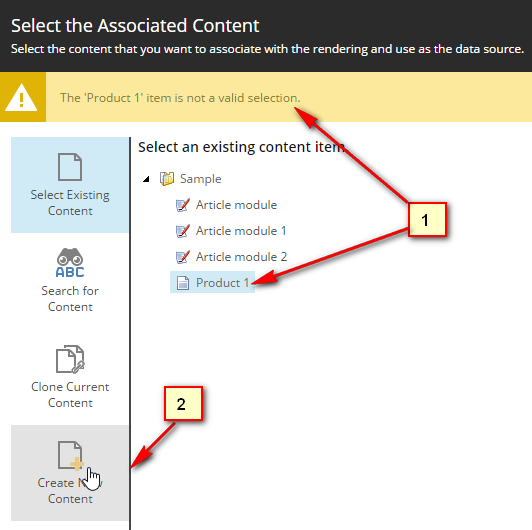 Select the Associated Content
Select the content that you want to associate with the rendering and use as the data source.
The 'Product 1' item is not a valid selection.
Select Existing
Content
ABC
Search for
Content
Clone Current
Content
Create New
Content
Select an existing content item.
Sample
Article module
Article module 1
Article module 2
Product 1
1
2